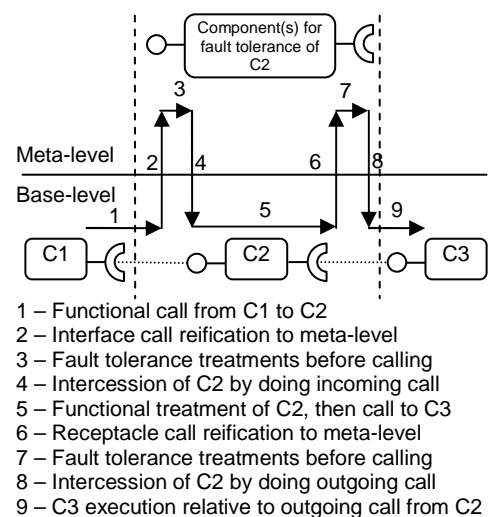 Component(s) for
fault tolerance of
C2
3
7
Meta-level
2
4
6
8
Base-level
1
5
9
C1
C2
C3
1 – Functional call from C1 to C2
2 – Interface call reification to meta-level
3 – Fault tolerance treatments before calling
4 – Intercession of C2 by doing incoming call
5 – Functional treatment of C2, then call to C3
6 – Receptacle call reification to meta-level
7 – Fault tolerance treatments before calling
8 – Intercession of C2 by doing outgoing call
9 – C3 execution relative to outgoing call from C2